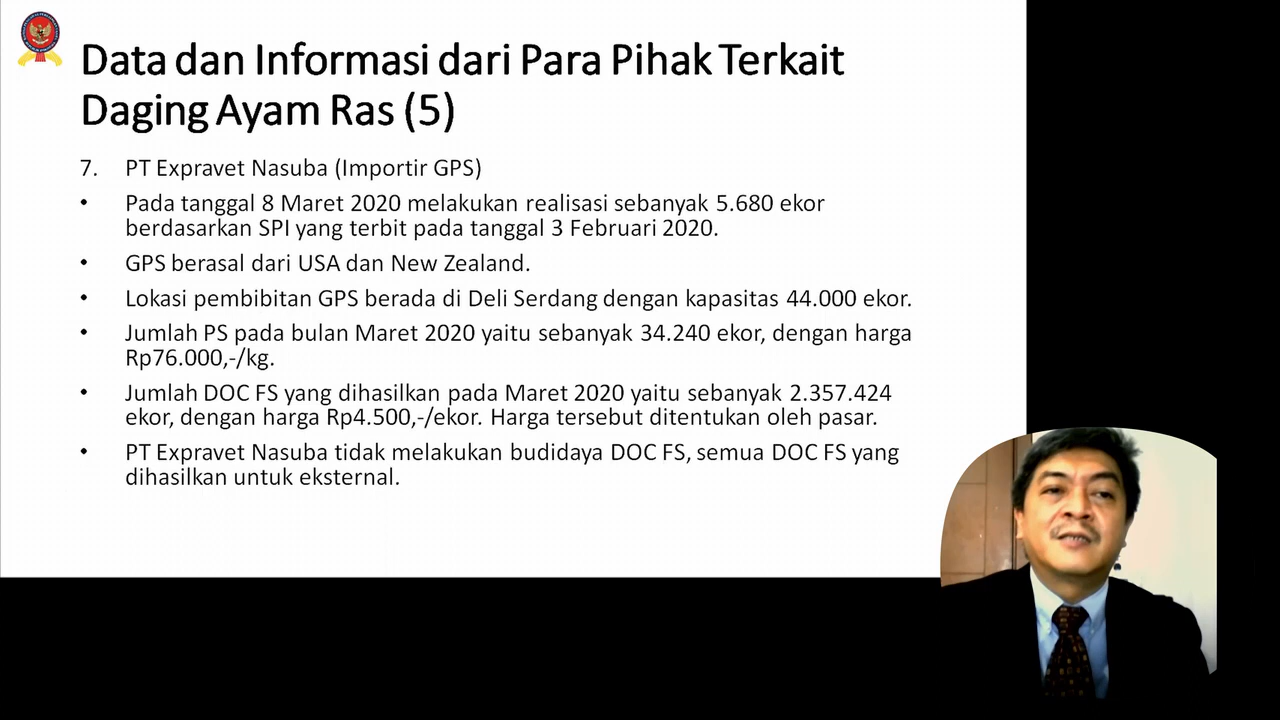 Data dan Informasi dari Para Pihak Terkait
Daging Ayam Ras (5)
7. PT Expravet Nasuba (Importir GPS)
• Pada tanggal 8 Maret 2020 melakukan realisasi sebanyak 5.680 ekor
berdasarkan SPI yang terbit pada tanggal 3 Februari 2020.
• GPS berasal dari USA dan New Zealand.
• Lokasi pembibitan GPS berada di Deli Serdang dengan kapasitas 44.000 ekor.
• Jumlah PS pada bulan Maret 2020 yaitu sebanyak 34.240 ekor, dengan harga
Rp76.000,-/kg.
• Jumlah DOC FS yang dihasilkan pada Maret 2020 yaitu sebanyak 2.357.424
ekor, dengan harga Rp4.500,-/ekor. Harga tersebut ditentukan oleh pasar.
• PT Expravet Nasuba tidak melakukan budidaya DOC FS, semua DOC FS yang
dihasilkan untuk eksternal.